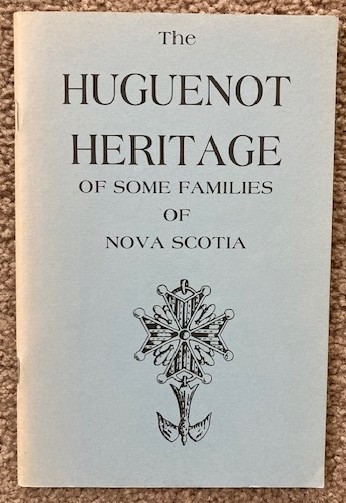 The
HUGUENOT
HERITAGE
OF SOME FAMILIES
OF
NOVA SCOTIA